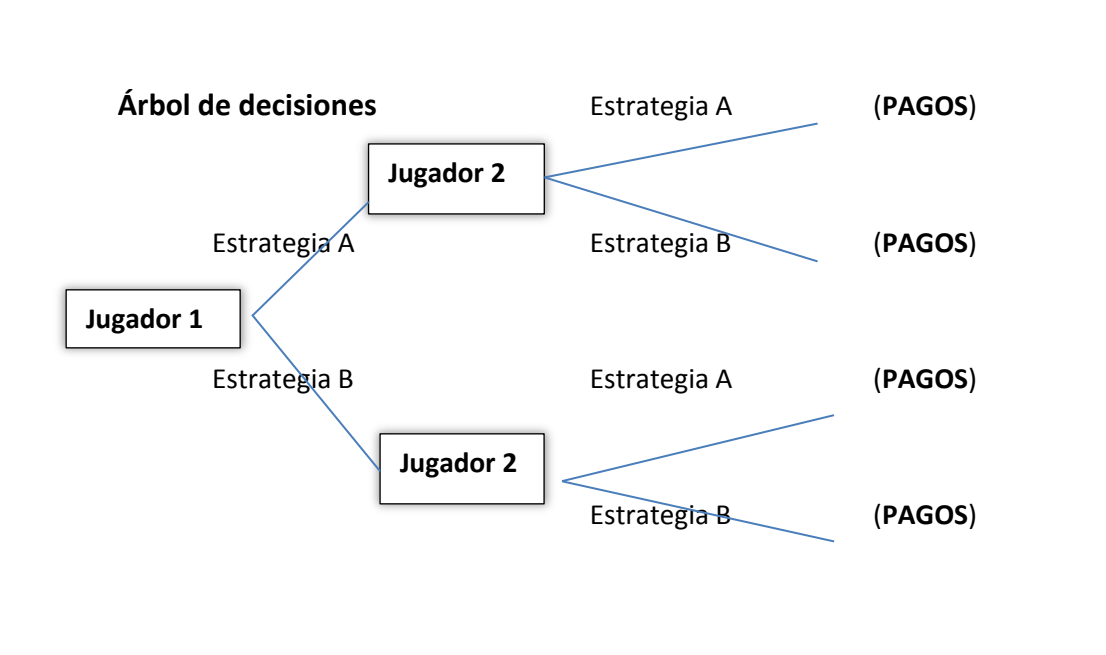 Árbol de decisiones Estrategia A (PAGOS)
Jugador 2
Estrategia A Estrategia B (PAGOS)
Jugador 1
Estrategia B Estrategia A (PAGOS)
Jugador 2
Estrategia B (PAGOS)